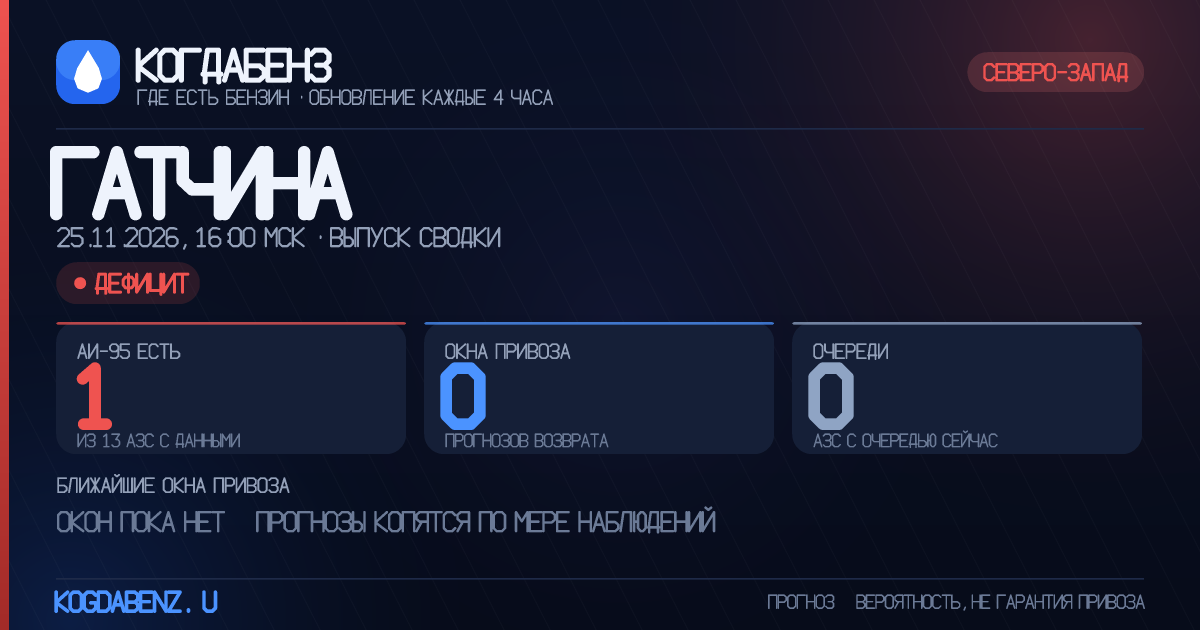 КОГДАБЕНЗ
ГДЕ ЕСТЬ БЕНЗИН · ОБНОВЛЕНИЕ КАЖДЫЕ 4 ЧАСА
СЕВЕРО-ЗАПАД
ГАТЧИНА
25.11.2026, 16:00 МСК · ВЫПУСК СВОДКИ
ДЕФИЦИТ
АИ-95 ЕСТЬ
1
ИЗ 13 АЗС С ДАННЫМИ
ОКНА ПРИВОЗА
0
ПРОГНОЗОВ ВОЗВРАТА
ОЧЕРЕДИ
0
АЗС С ОЧЕРЕДЬЮ СЕЙЧАС
БЛИЖАЙШИЕ ОКНА ПРИВОЗА
ОКОН ПОКА НЕТ ПРОГНОЗЫ КОПЯТСЯ ПО МЕРЕ НАБЛЮДЕНИЙ
KOGDABENZ. U
ПРОГНОЗ ВЕРОЯТНОСТЬ, НЕ ГАРАНТИЯ ПРИВОЗА